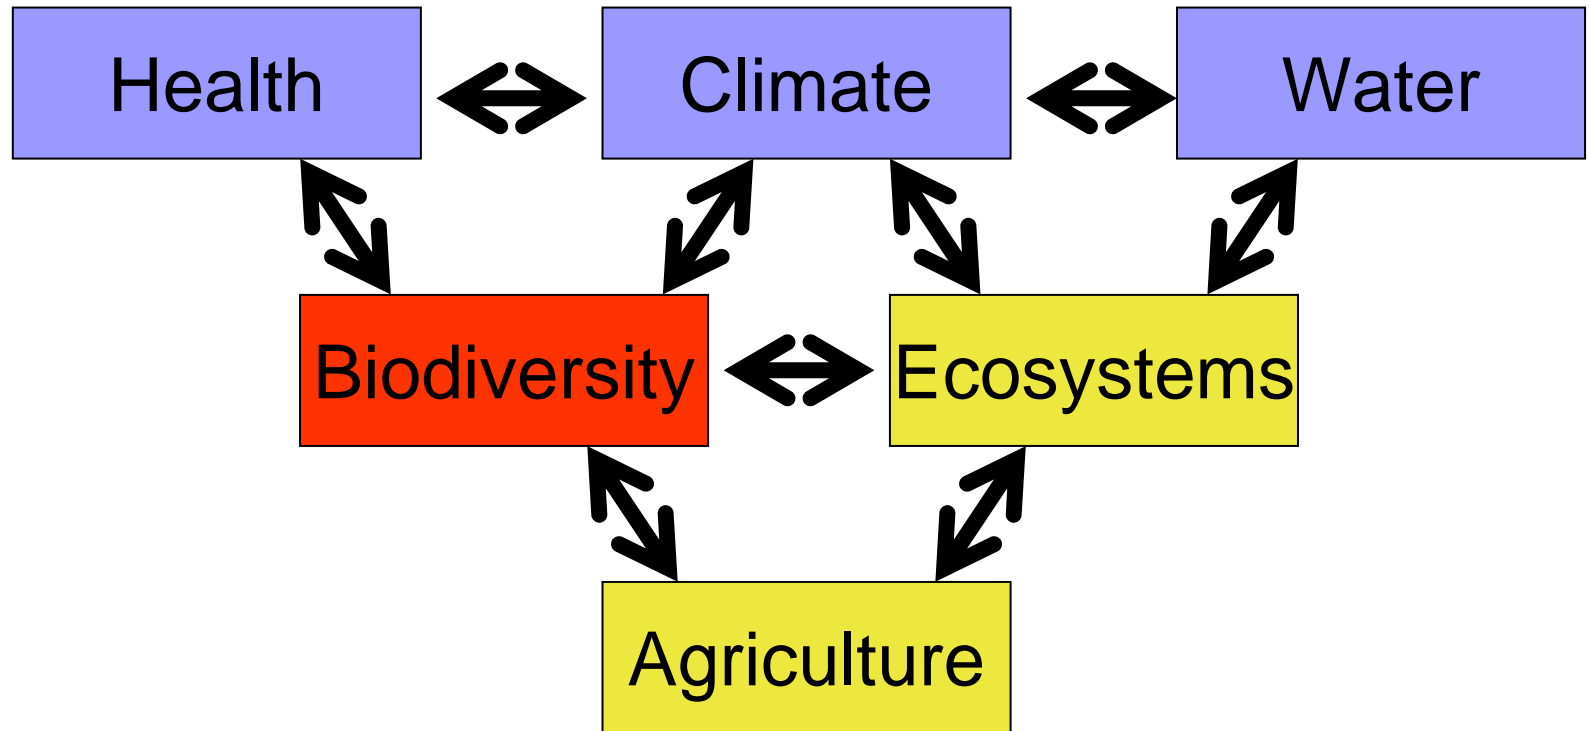 Health
Climate
Water
Biodiversity
Ecosystems
Agriculture